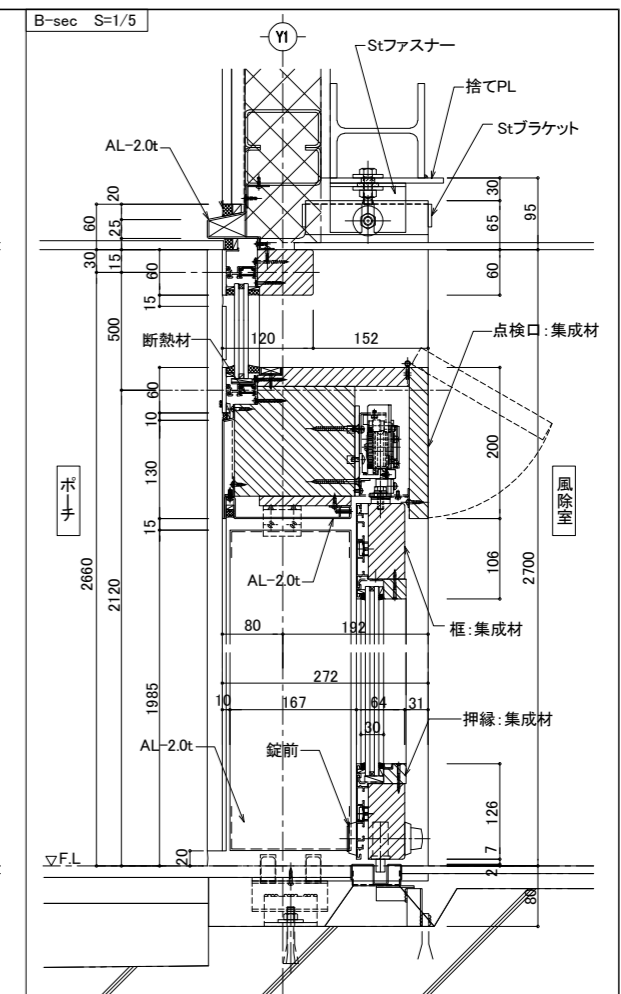 B-sec S=1/5
Y1
Stファスナー
捨てPL
Stブラケット
AL-2.0t
20
60
25
30
15
60
15
500
30
65
95
60
120
152
断熱材
点検口:集成材
60
10
130
15
200
ポーチ
風除室
2660
2120
106
2700
AL-2.0t
80
192
框:集成材
272
1985
10
167
64
31
30
押縁:集成材
AL-2.0t
錠前
126
20
7
2
▽F.L
80